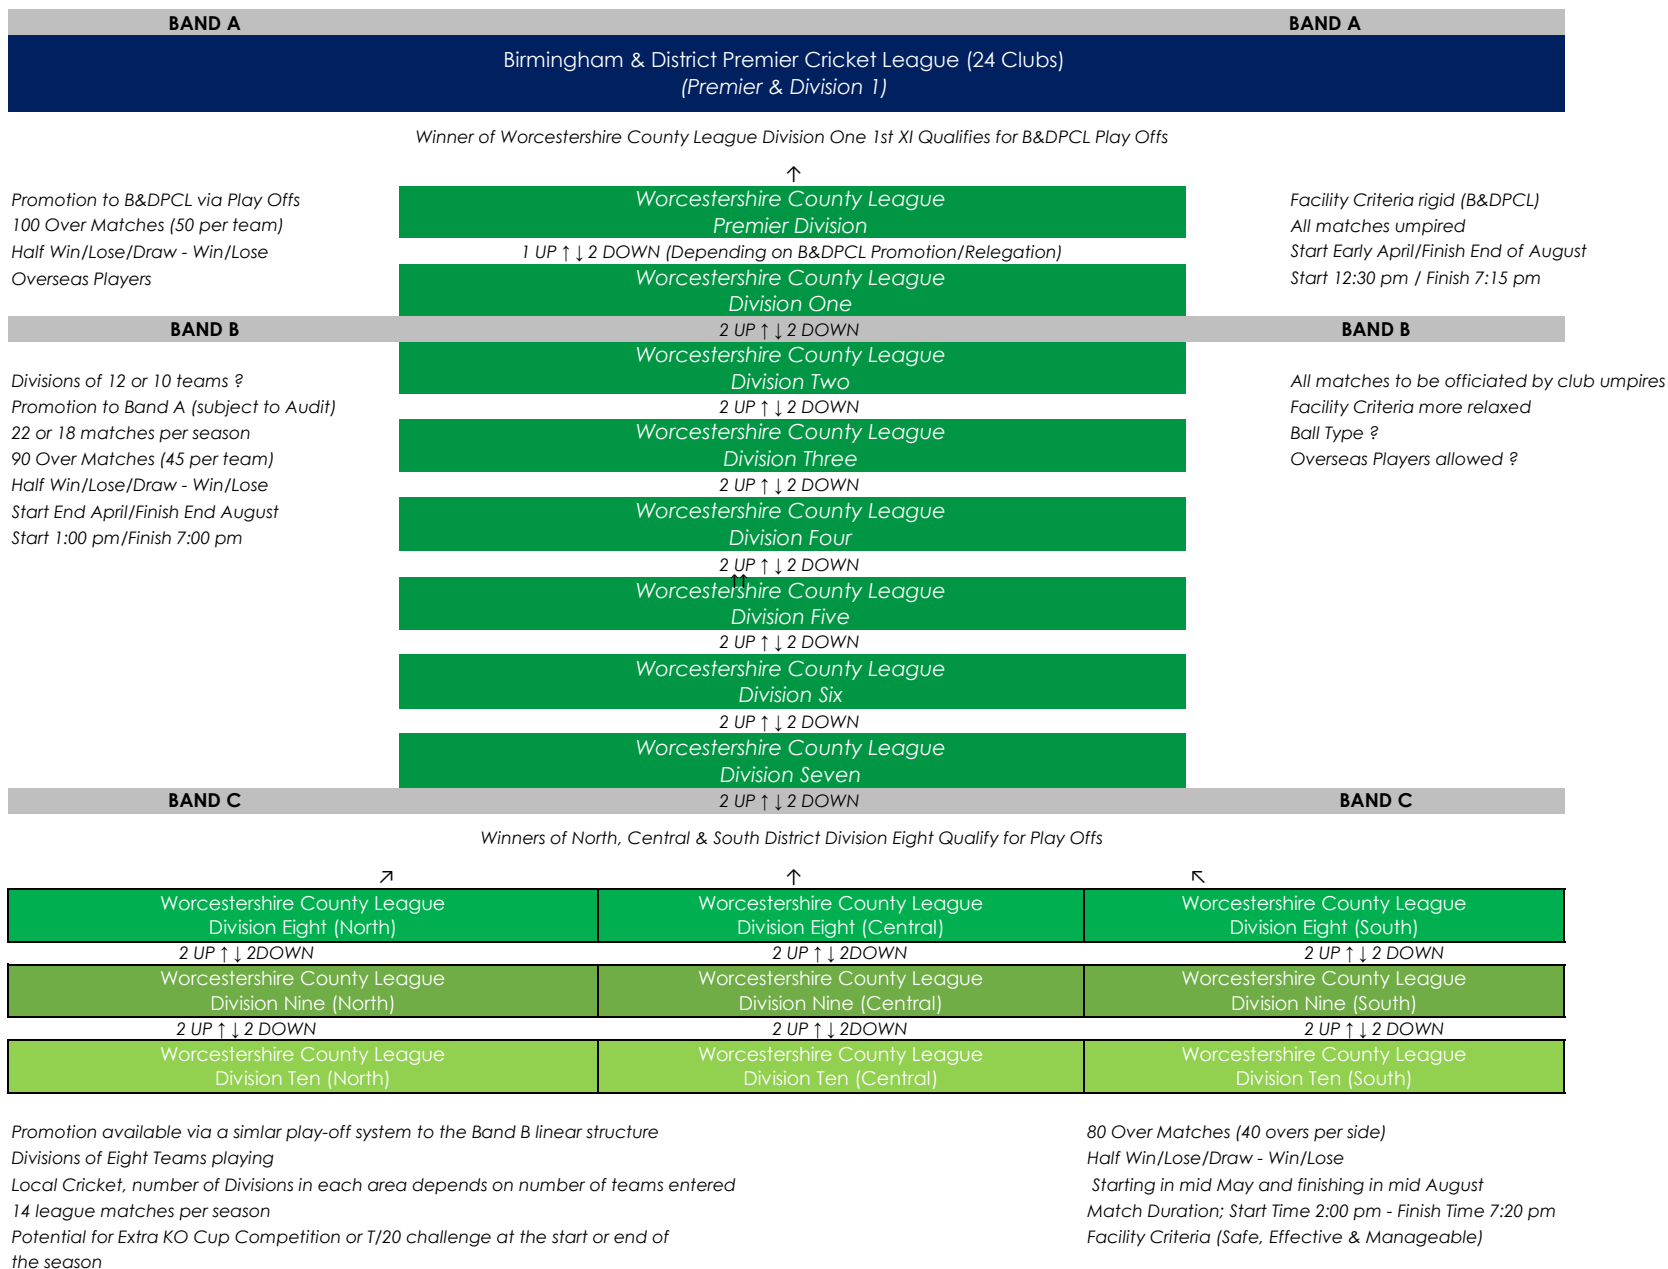 BAND A
BAND A
Birmingham & District Premier Cricket League (24 Clubs)
(Premier & Division 1)
Winner of Worcestershire County League Division One 1st XI Qualifies for B&DPCL Play Offs
↑
Promotion to B&DPCL via Play Offs
100 Over Matches (50 per team)
Half Win/Lose/Draw - Win/Lose
Overseas Players
Worcestershire County League
Premier Division
1 UP ↑↓ 2 DOWN (Depending on B&DPCL Promotion/Relegation)
Worcestershire County League
Division One
Facility Criteria rigid (B&DPCL)
All matches umpired
Start Early April/Finish End of August
Start 12:30 pm / Finish 7:15 pm
BAND B
2 UP ↑↓ 2 DOWN
BAND B
Divisions of 12 or 10 teams ?
Promotion to Band A (subject to Audit)
22 or 18 matches per season
90 Over Matches (45 per team)
Half Win/Lose/Draw - Win/Lose
Start End April/Finish End August
Start 1:00 pm/Finish 7:00 pm
Worcestershire County League
Division Two
2 UP ↑↓ 2 DOWN
Worcestershire County League
Division Three
2 UP ↑↓ 2 DOWN
Worcestershire County League
Division Four
2 UP ↑↓ 2 DOWN
↑↑
Worcestershire County League
Division Five
2 UP ↑↓ 2 DOWN
Worcestershire County League
Division Six
2 UP ↑↓ 2 DOWN
Worcestershire County League
Division Seven
All matches to be officiated by club umpires
Facility Criteria more relaxed
Ball Type ?
Overseas Players allowed ?
BAND C
2 UP ↑↓ 2 DOWN
BAND C
Winners of North, Central & South District Division Eight Qualify for Play Offs
↗
↑
↖
Worcestershire County League
Division Eight (North)
Worcestershire County League
Division Eight (Central)
Worcestershire County League
Division Eight (South)
2 UP ↑↓ 2DOWN
2 UP ↑↓ 2DOWN
2 UP ↑↓ 2 DOWN
Worcestershire County League
Division Nine (North)
Worcestershire County League
Division Nine (Central)
Worcestershire County League
Division Nine (South)
2 UP ↑↓ 2 DOWN
2 UP ↑↓ 2DOWN
2 UP ↑↓ 2 DOWN
Worcestershire County League
Division Ten (North)
Worcestershire County League
Division Ten (Central)
Worcestershire County League
Division Ten (South)
Promotion available via a simlar play-off system to the Band B linear structure
Divisions of Eight Teams playing
Local Cricket, number of Divisions in each area depends on number of teams entered
14 league matches per season
Potential for Extra KO Cup Competition or T/20 challenge at the start or end of
the season
80 Over Matches (40 overs per side)
Half Win/Lose/Draw - Win/Lose
Starting in mid May and finishing in mid August
Match Duration; Start Time 2:00 pm - Finish Time 7:20 pm
Facility Criteria (Safe, Effective & Manageable)